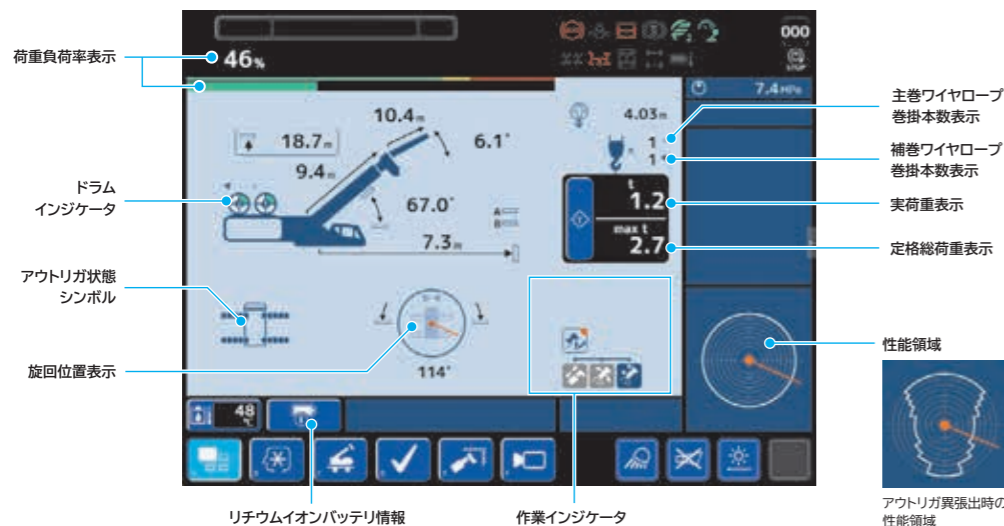 46%
000
STOP
荷重負荷率表示
7.4 MPa
10.4m
4.03m
主巻ワイヤロープ
巻掛本数表示
18.7m
6.1°
1
1
補巻ワイヤロープ
巻掛本数表示
9.4m
ドラム
インジケータ
t
1.2
実荷重表示
67.0°
A
B
max t
2.7
定格総荷重表示
7.3m
アウトリガ状態
シンボル
旋回位置表示
114°
性能領域
48
℃
リチウムイオンバッテリ情報
作業インジケータ
アウトリガ異張出時の
性能領域